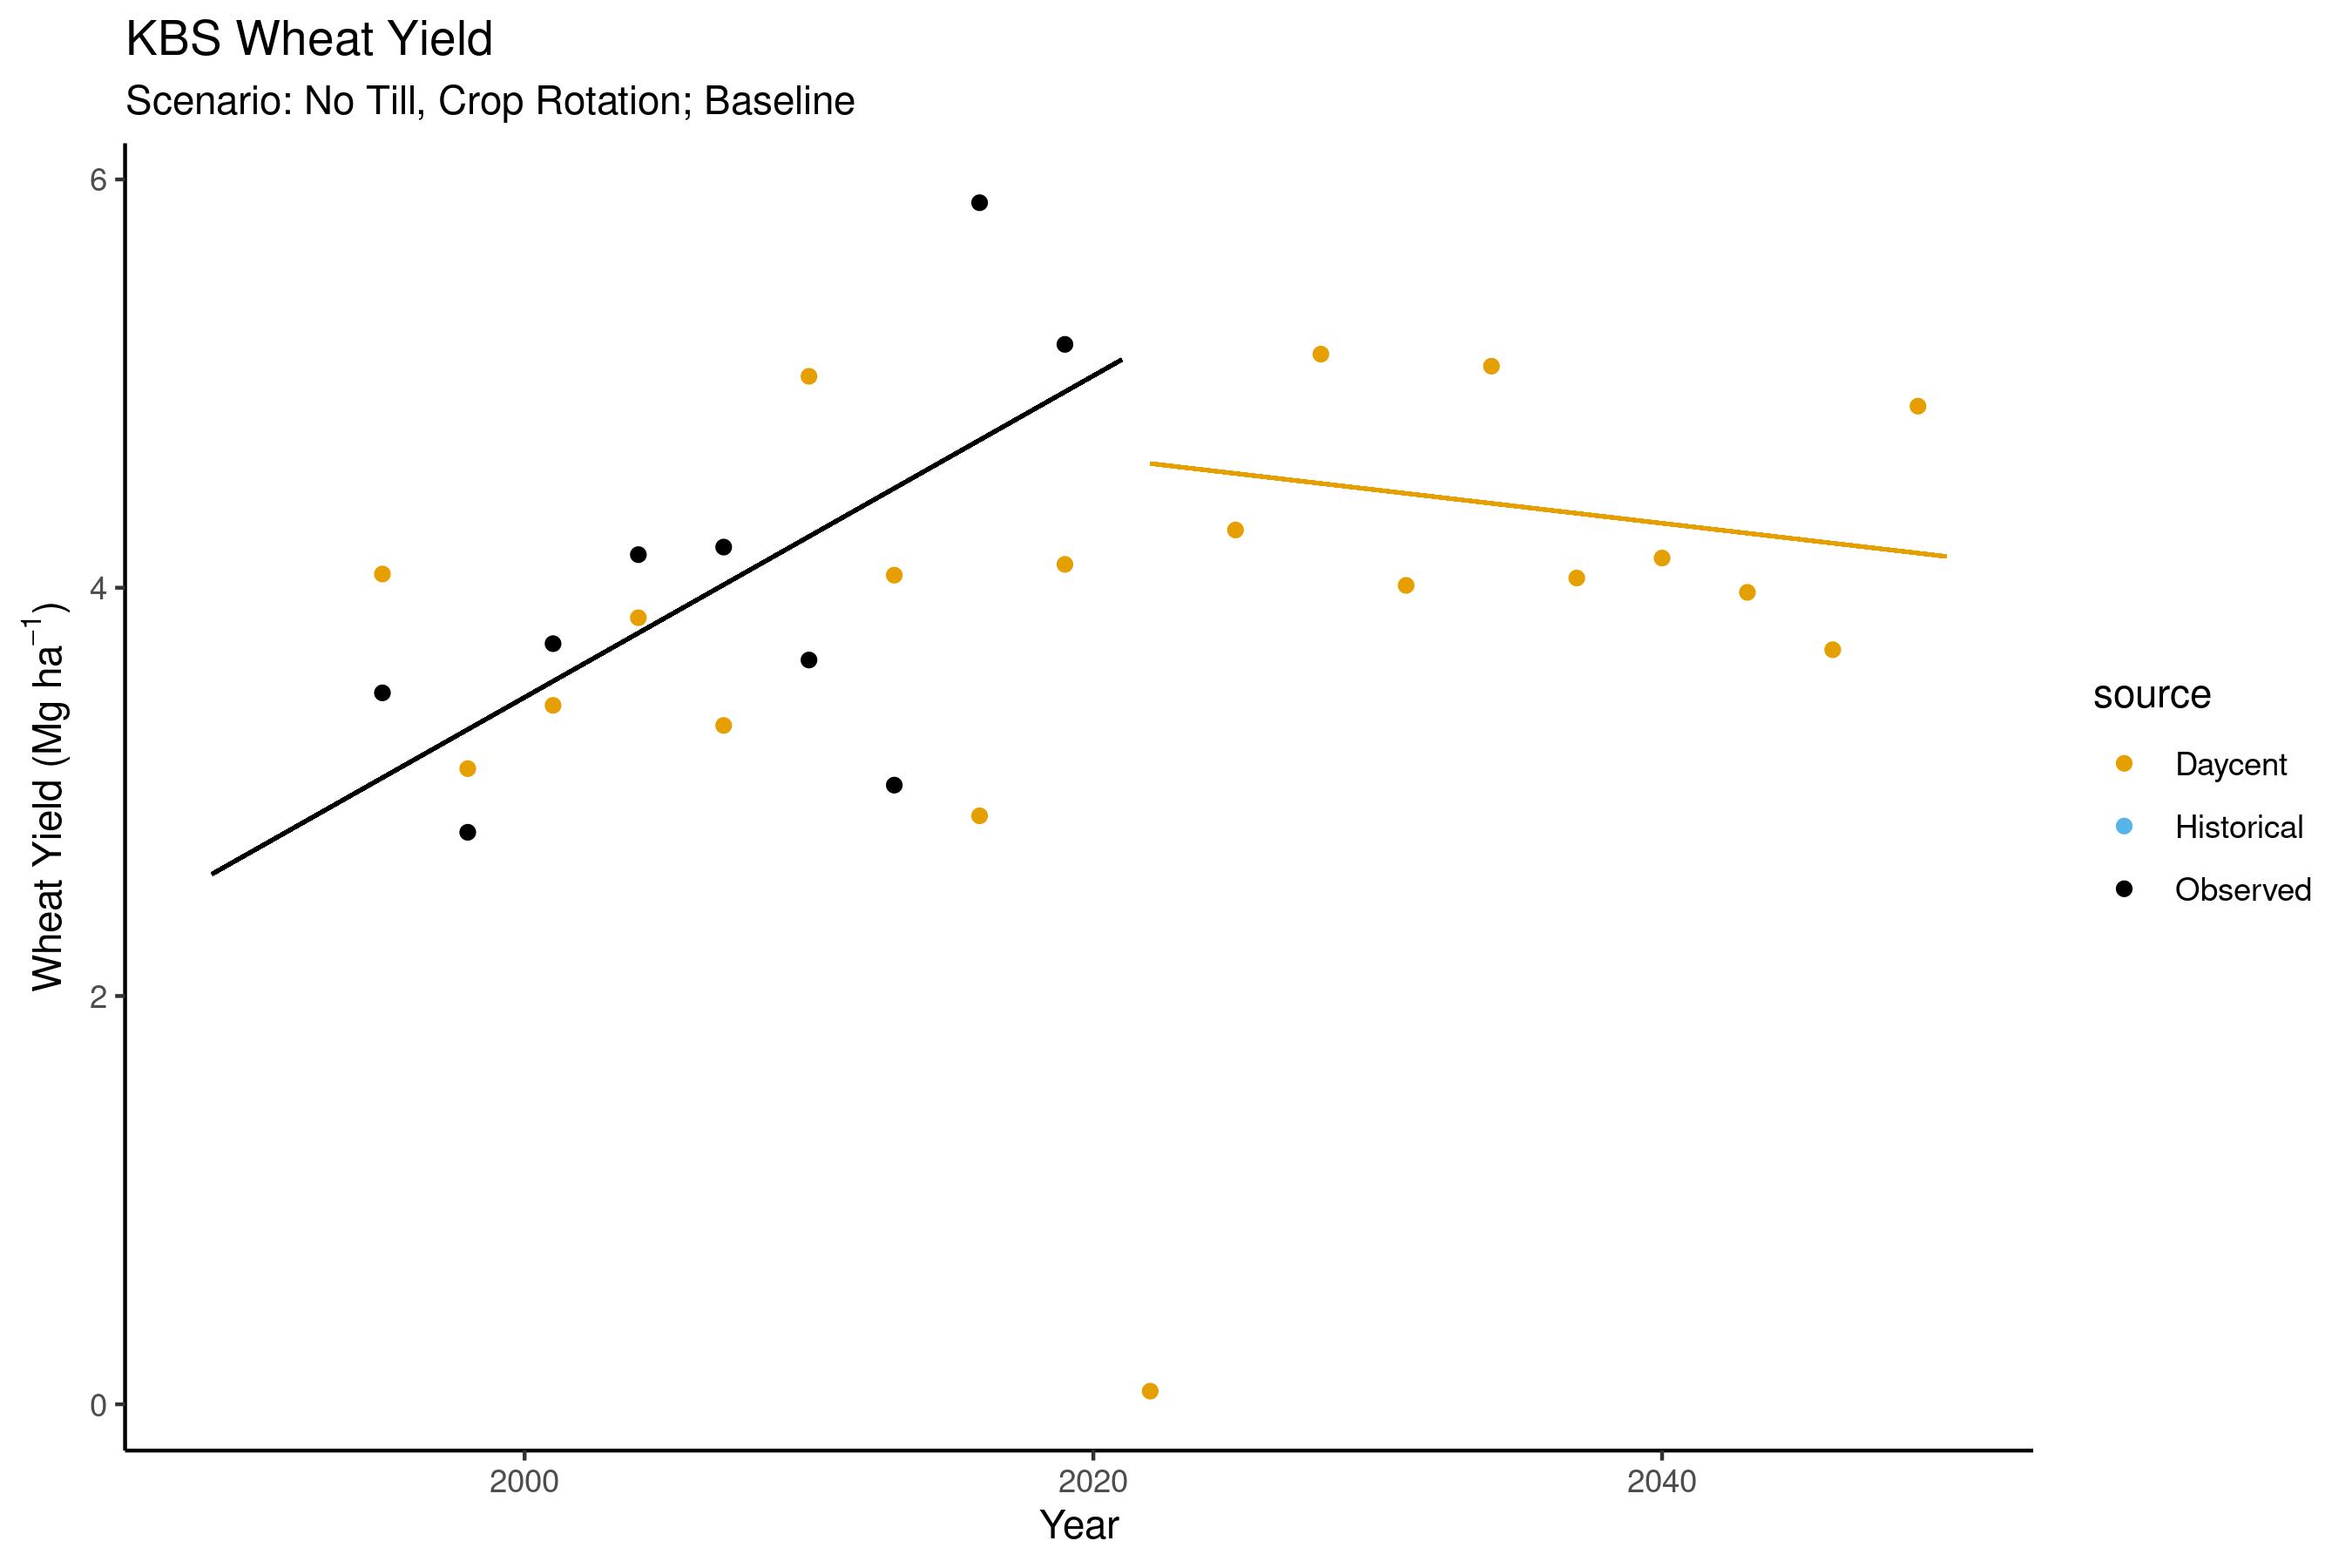 KBS Wheat Yield
Scenario: No Till, Crop Rotation; Baseline
Wheat Yield (Mg ha⁻¹)
6
4
2
0
2000
2020
2040
Year
source
Daycent
Historical
Observed